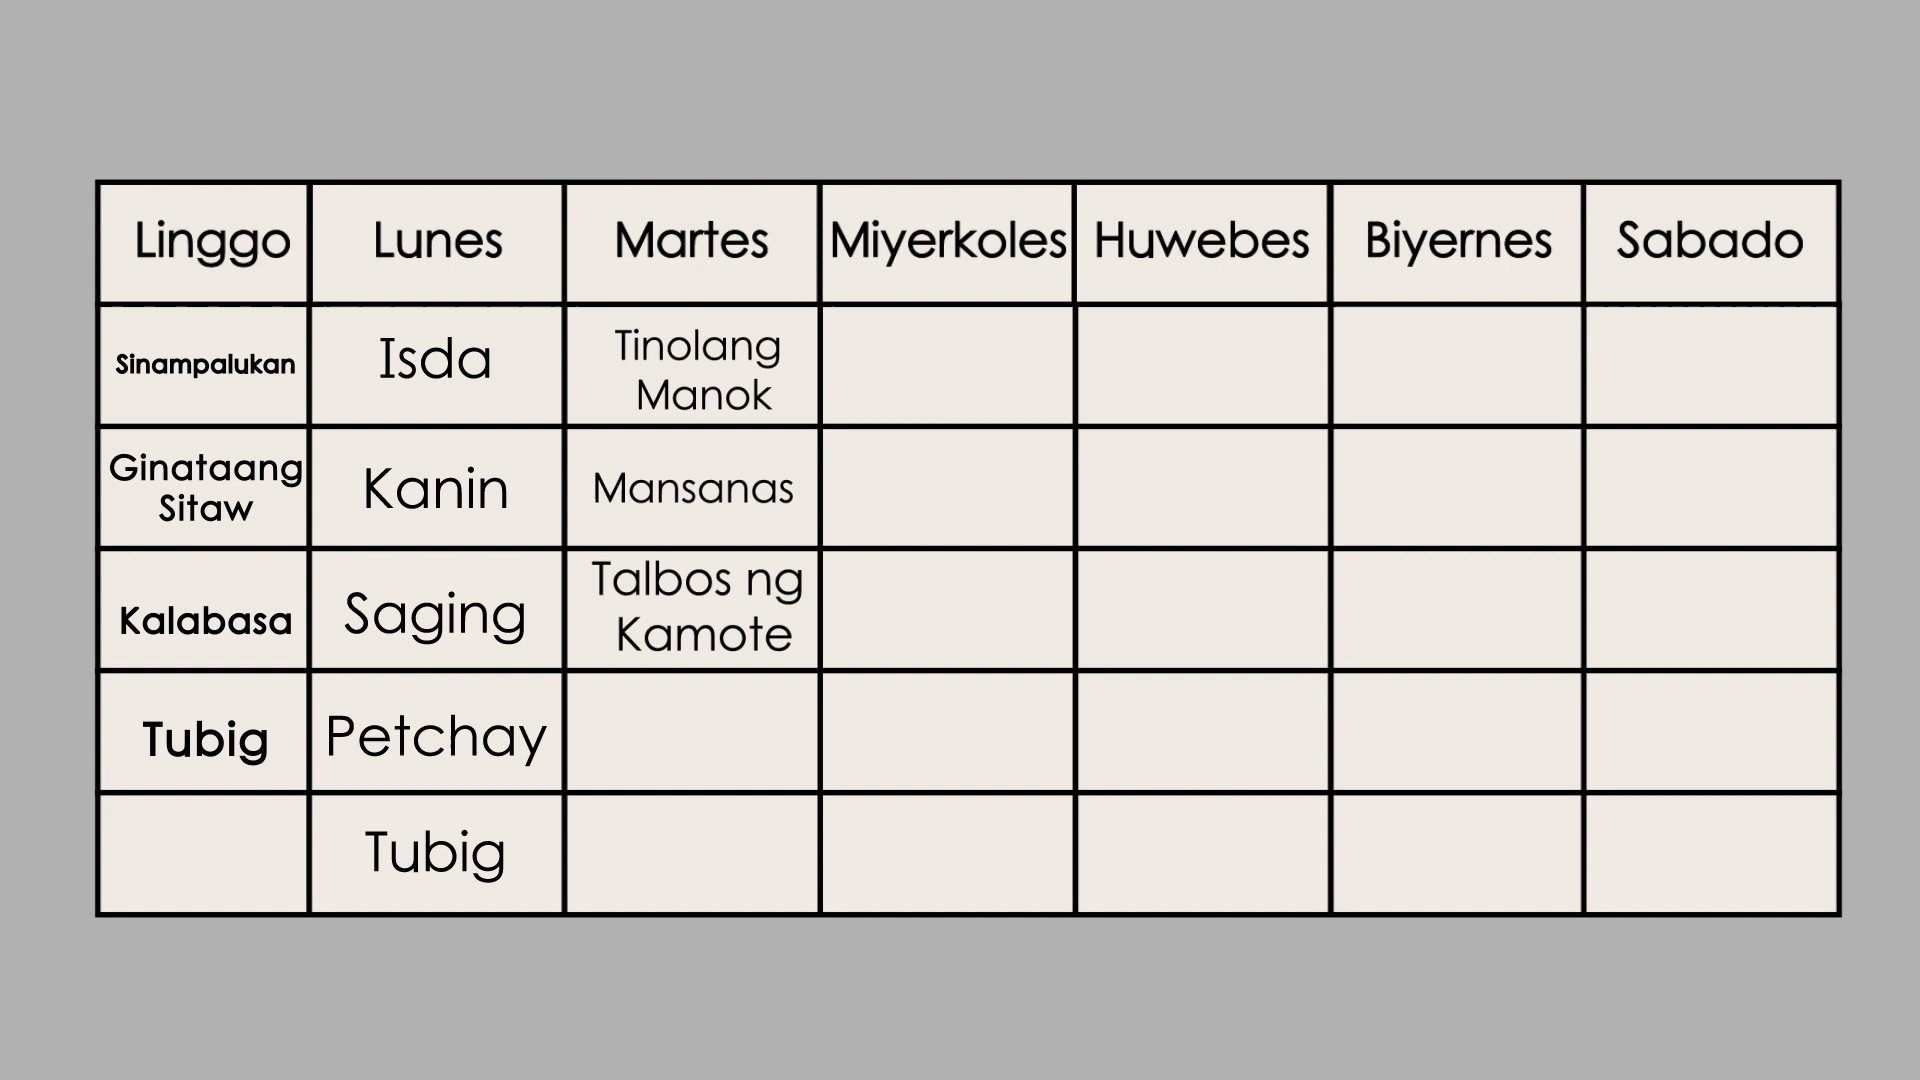 Linggo Lunes Martes Miyerkoles Huwebes Biyernes Sabado
Sinampalukan Isda Tinolang
Manok
Ginataang
Sitaw Kanin Mansanas
Kalabasa Saging Talbos ng
Kamote
Tubig Petchay
Tubig